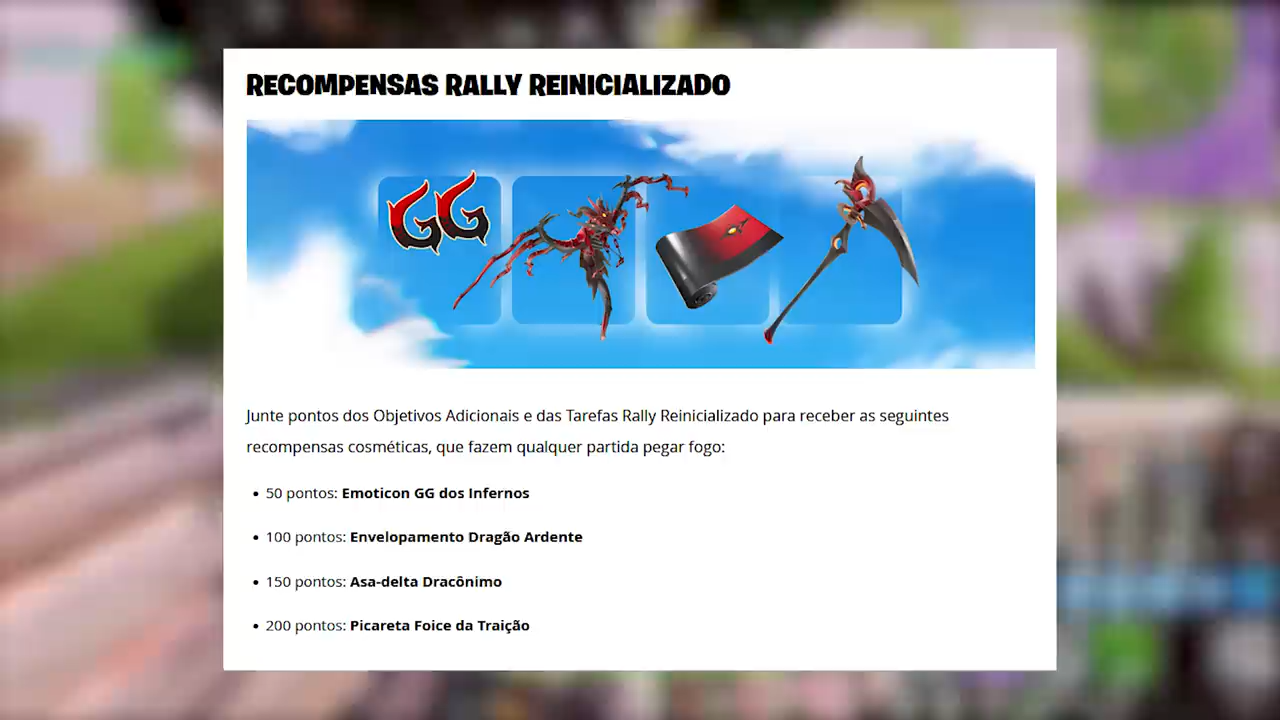 RECOMPENSAS RALLY REINICIALIZADO
GG
Junte pontos dos Objetivos Adicionais e das Tarefas Rally Reinicializado para receber as seguintes
recompensas cosméticas, que fazem qualquer partida pegar fogo:
• 50 pontos: Emoticon GG dos Infernos
• 100 pontos: Envelopamento Dragão Ardente
• 150 pontos: Asa-delta Dracônimo
• 200 pontos: Picareta Foice da Traição